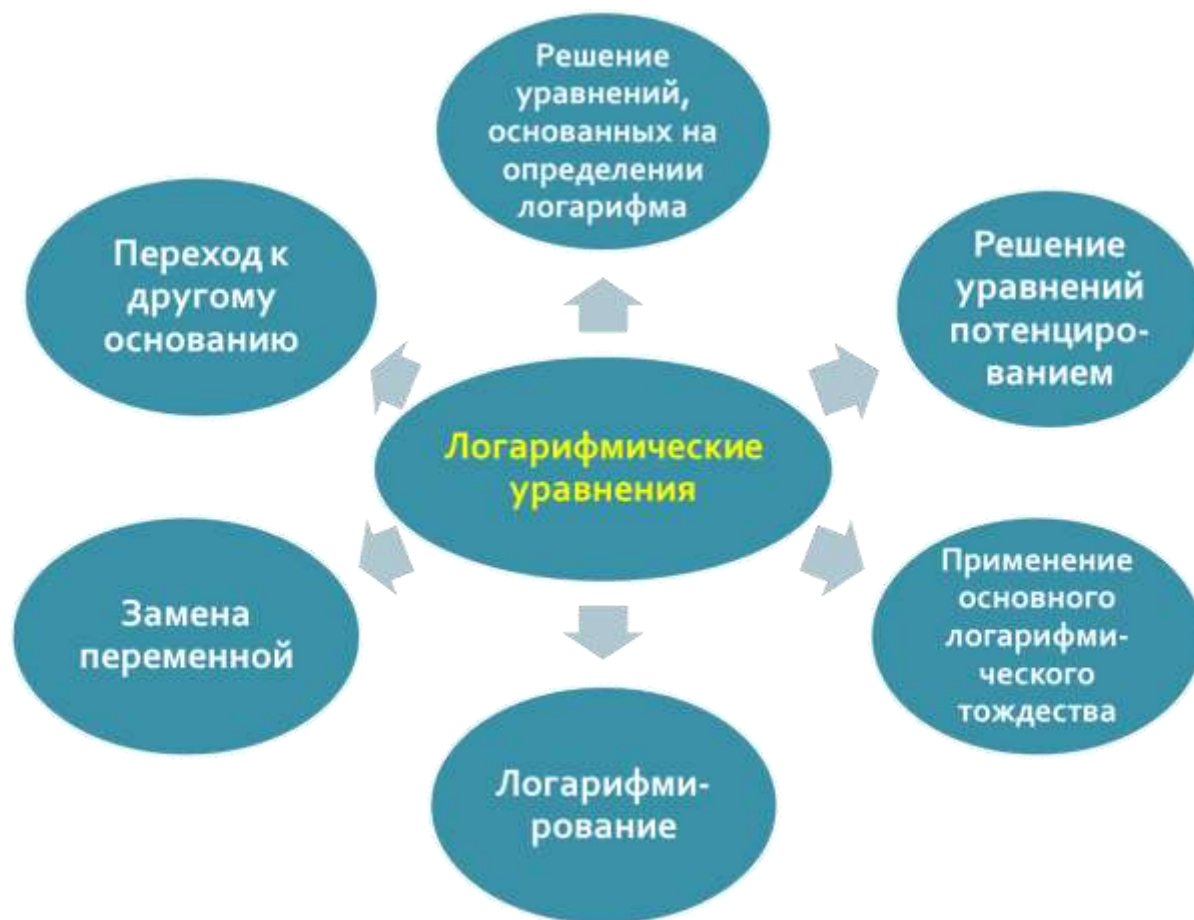 Решение
уравнений,
основанных на
определении
логарифма
Переход к
другому
основанию
Решение
уравнений
потенциро-
ванием
Логарифмические
уравнения
Замена
переменной
Применение
основного
логарифми-
ческого
тождества
Логарифми-
рование